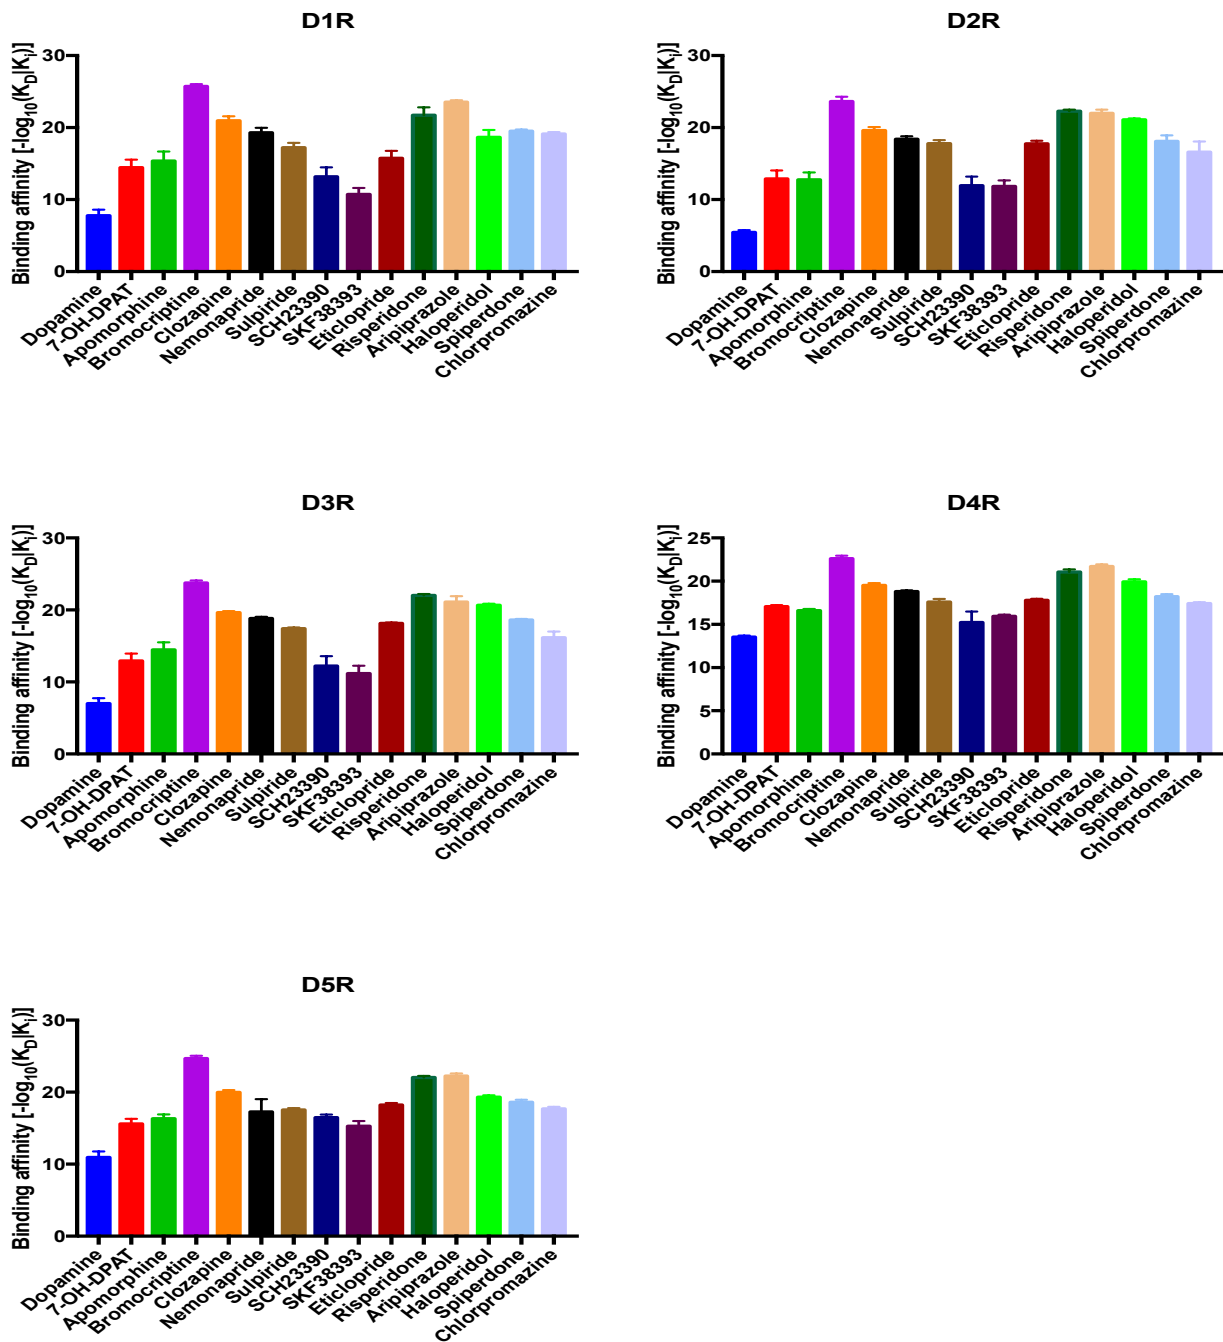 D1R
Binding affinity [-log10(KD|Ki)]
30
20
10
0
Dopamine
7-OH-DPAT
Apomorphine
Bromocriptine
Clozapine
Nemonapride
Sulpiride
SCH23390
SKF38393
Eticlopride
Risperidone
Aripiprazole
Haloperidol
Spiperdone
Chlorpromazine
D2R
Binding affinity [-log10(KD|Ki)]
30
20
10
0
Dopamine
7-OH-DPAT
Apomorphine
Bromocriptine
Clozapine
Nemonapride
Sulpiride
SCH23390
SKF38393
Eticlopride
Risperidone
Aripiprazole
Haloperidol
Spiperdone
Chlorpromazine
D3R
Binding affinity [-log10(KD|Ki)]
30
20
10
0
Dopamine
7-OH-DPAT
Apomorphine
Bromocriptine
Clozapine
Nemonapride
Sulpiride
SCH23390
SKF38393
Eticlopride
Risperidone
Aripiprazole
Haloperidol
Spiperdone
Chlorpromazine
D4R
Binding affinity [-log10(KD|Ki)]
25
20
15
10
5
0
Dopamine
7-OH-DPAT
Apomorphine
Bromocriptine
Clozapine
Nemonapride
Sulpiride
SCH23390
SKF38393
Eticlopride
Risperidone
Aripiprazole
Haloperidol
Spiperdone
Chlorpromazine
D5R
Binding affinity [-log10(KD|Ki)]
30
20
10
0
Dopamine
7-OH-DPAT
Apomorphine
Bromocriptine
Clozapine
Nemonapride
Sulpiride
SCH23390
SKF38393
Eticlopride
Risperidone
Aripiprazole
Haloperidol
Spiperdone
Chlorpromazine